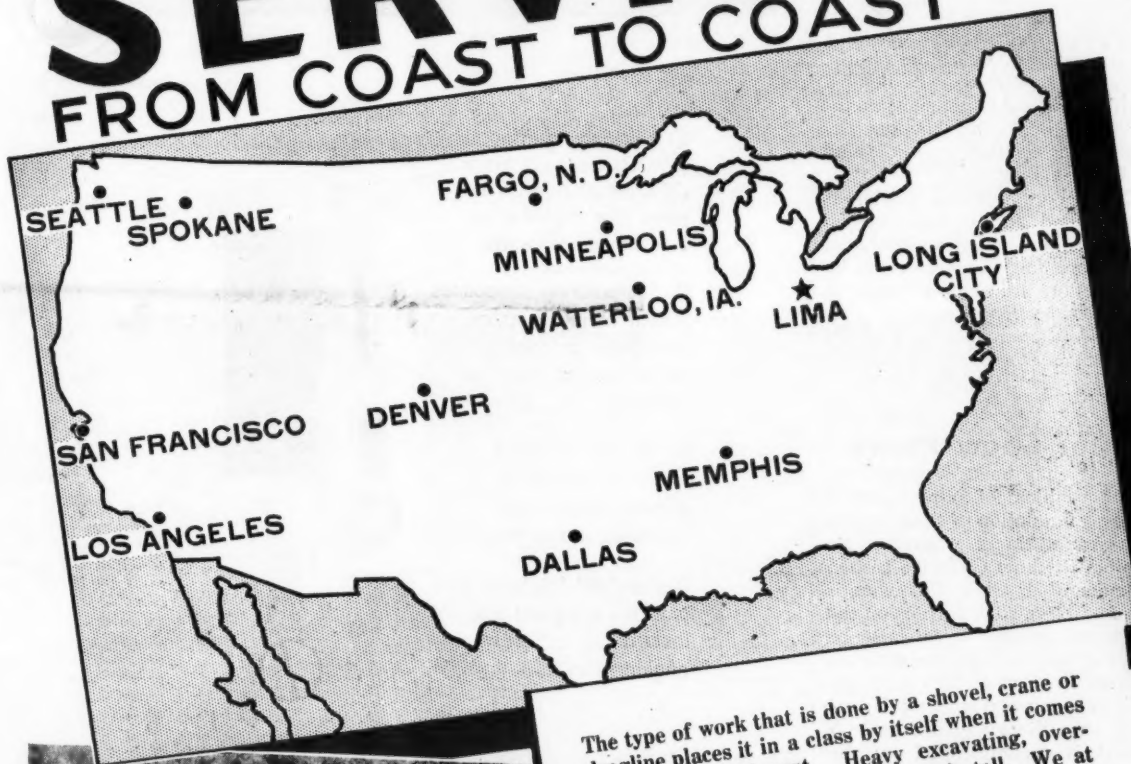 FROM COAST TO COAST
SEATTLE
SPOKANE
FARGO, N. D.
MINNEAPOLIS
WATERLOO, IA.
LIMA
LONG ISLAND
CITY
SAN FRANCISCO
DENVER
MEMPHIS
LOS ANGELES
DALLAS
The type of work that is done by a shovel, crane or
places it in a class by itself when it comes
Heavy excavating, over-
We at